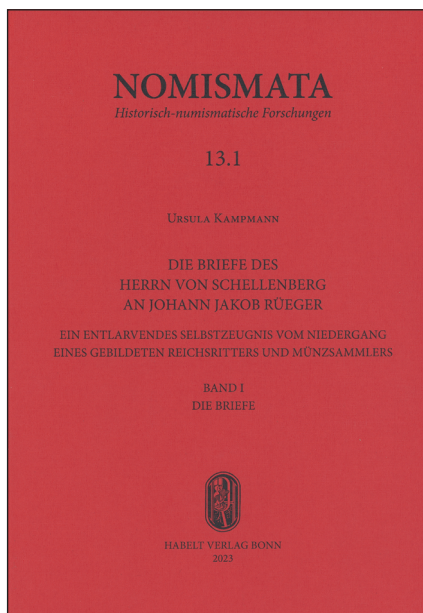 NOMISMATA
Historisch-numismatische Forschungen
13.1
Ursula Kampmann
DIE BRIEFE DES
HERRN VON SCHELLENBERG
AN JOHANN JAKOB RÜEGER
EIN ENTLARVENDES SELBSTZEUGNIS VOM NIEDERGANG
EINES GEBILDETEN REICHSRITTERS UND MÜNZSAMMLERS
BAND I
DIE BRIEFE
HABELT VERLAG BONN
2023